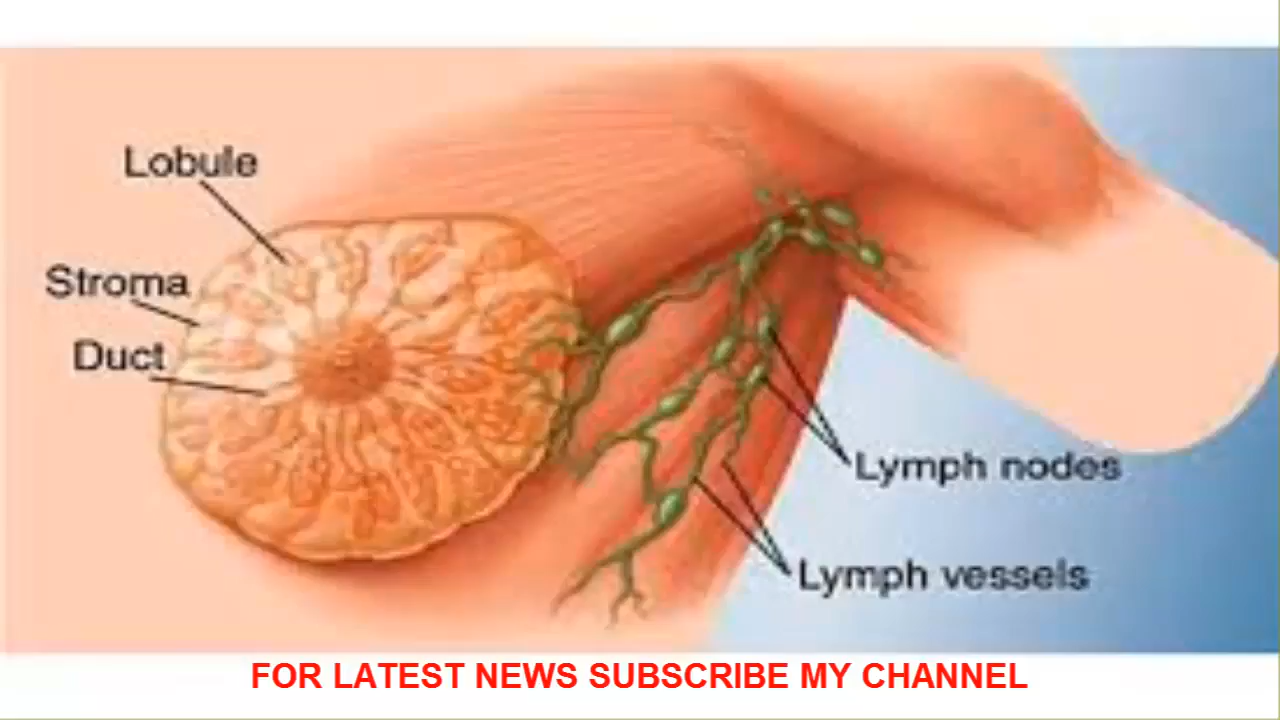 Lobule
Stroma
Duct
Lymph nodes
Lymph vessels
FOR LATEST NEWS SUBSCRIBE MY CHANNEL